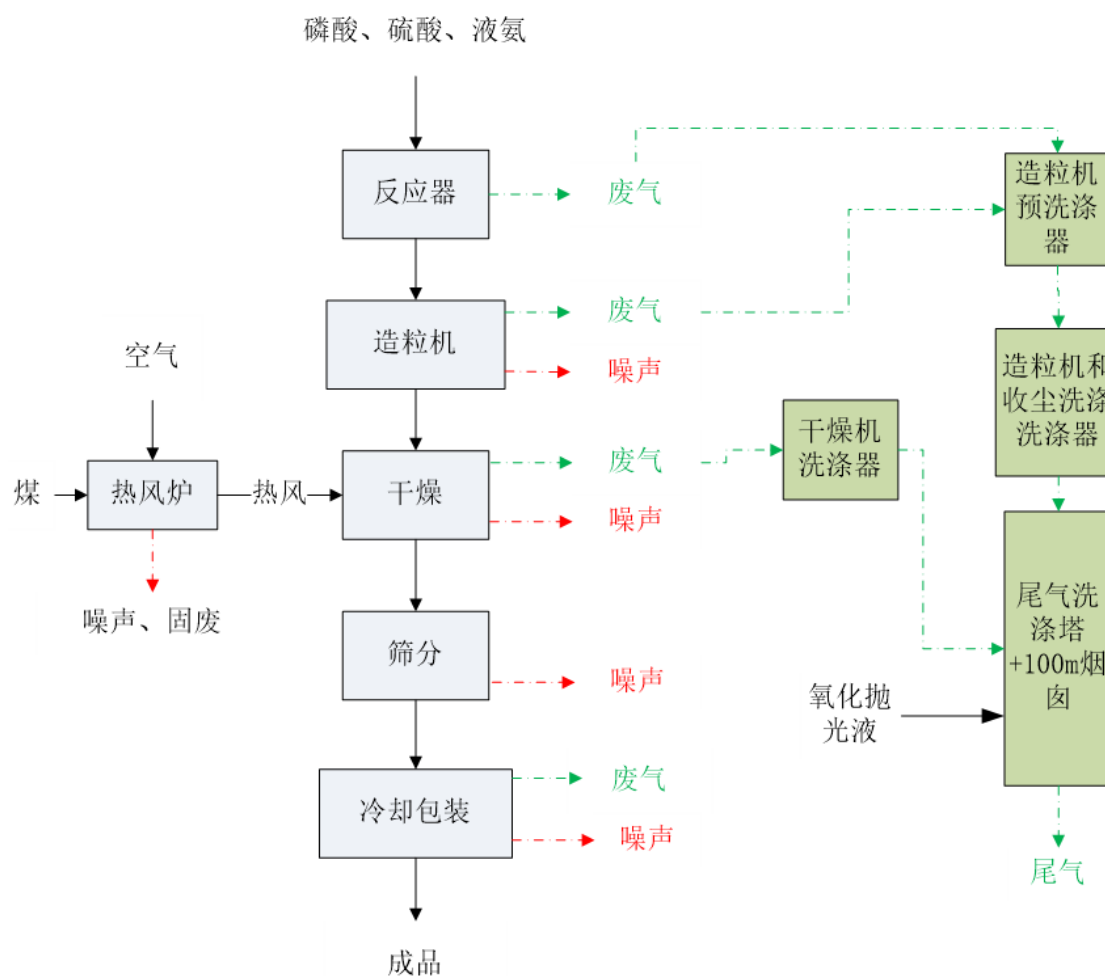 磷酸、硫酸、液氨
反应器
废气
造粒机
预洗涤
器
造粒机
废气
噪声
空气
造粒机和
收尘洗涤
洗涤器
煤
热风炉
热风
干燥
废气
噪声
干燥机
洗涤器
噪声、固废
筛分
噪声
尾气洗
涤塔
+100m烟
囱
氧化抛
光液
冷却包装
废气
噪声
尾气
成品